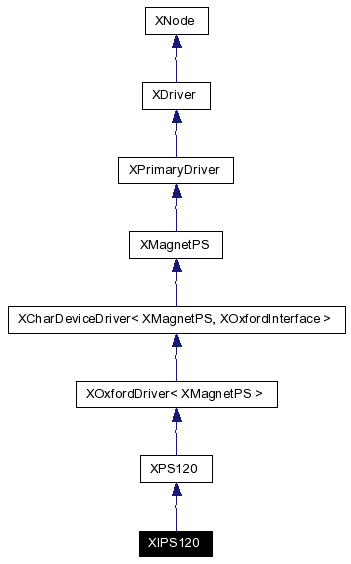 XNode
XDriver
XPrimaryDriver
XMagnetPS
XCharDeviceDriver< XMagnetPS, XOxfordInterface >
XOxfordDriver< XMagnetPS >
XPS120
XIPS120